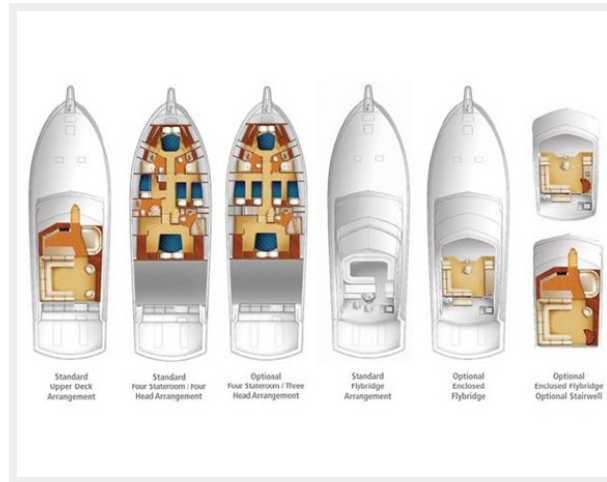 Standard
Upper Deck
Arrangement
Standard
Four Stateroom / Four
Head Arrangement
Optional
Four Stateroom / Three
Head Arrangement
Standard
Flybridge
Arrangement
Optional
Enclosed
Flybridge
Optional
Enclosed Flybridge
Optional Stairwell